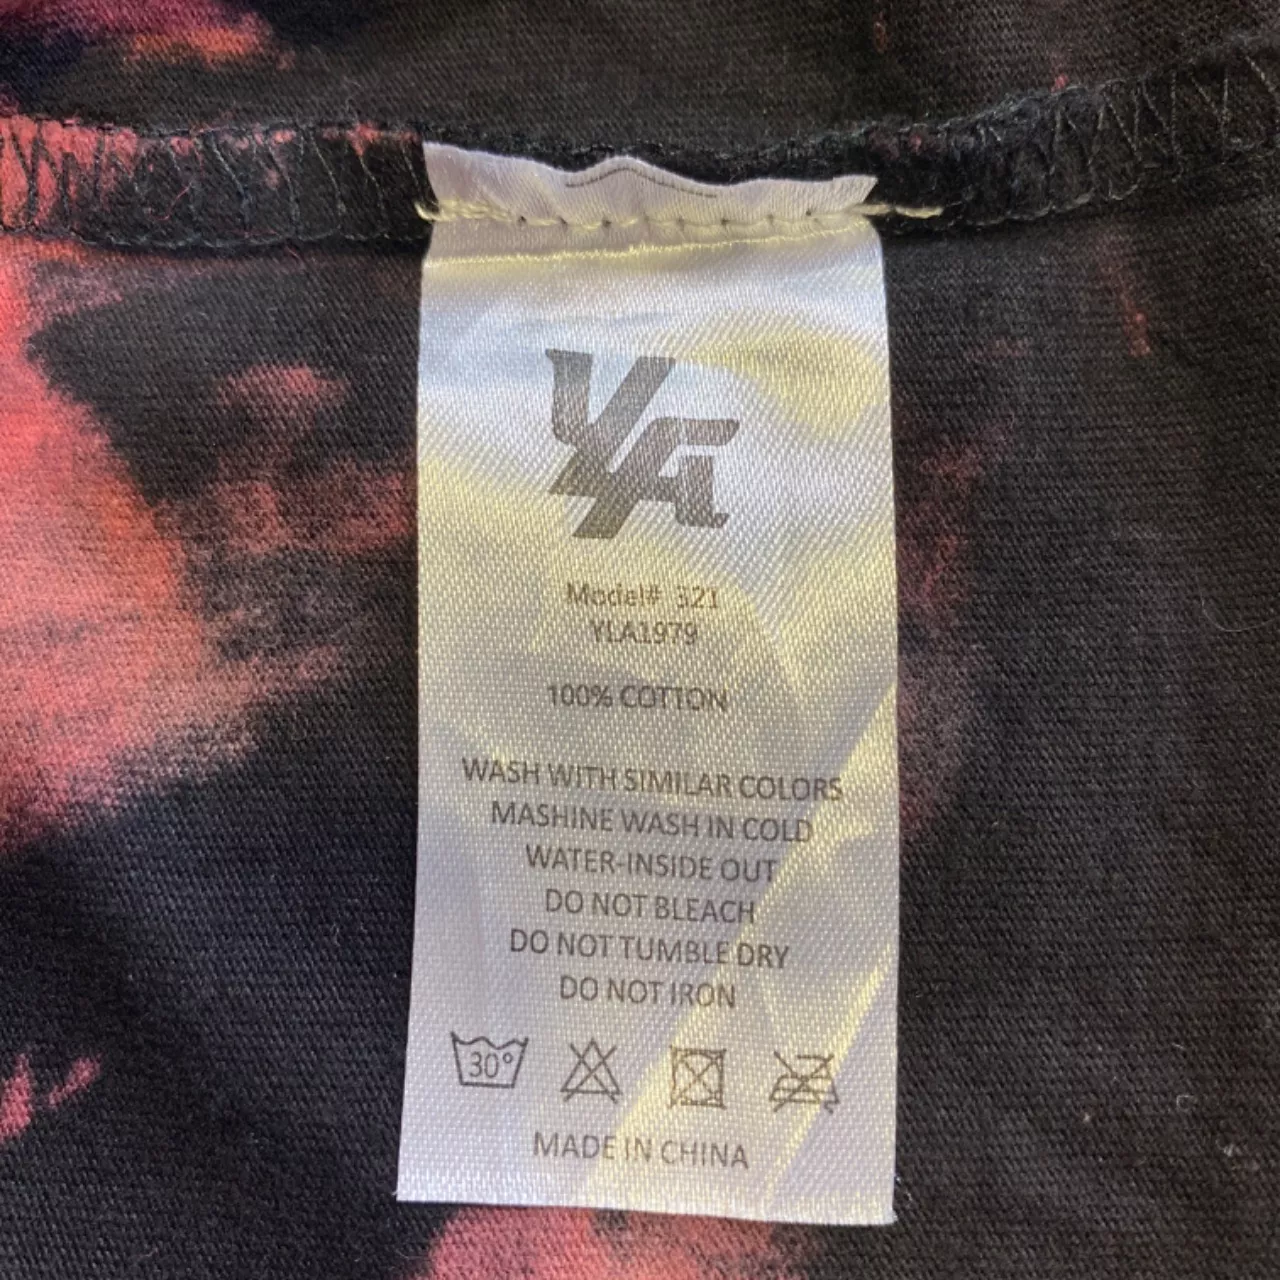 YLA
Model# 321
YLA1979
100% COTTON
WASH WITH SIMILAR COLORS
MASHINE WASH IN COLD
WATER-INSIDE OUT
DO NOT BLEACH
DO NOT TUMBLE DRY
DO NOT IRON
30°
MADE IN CHINA